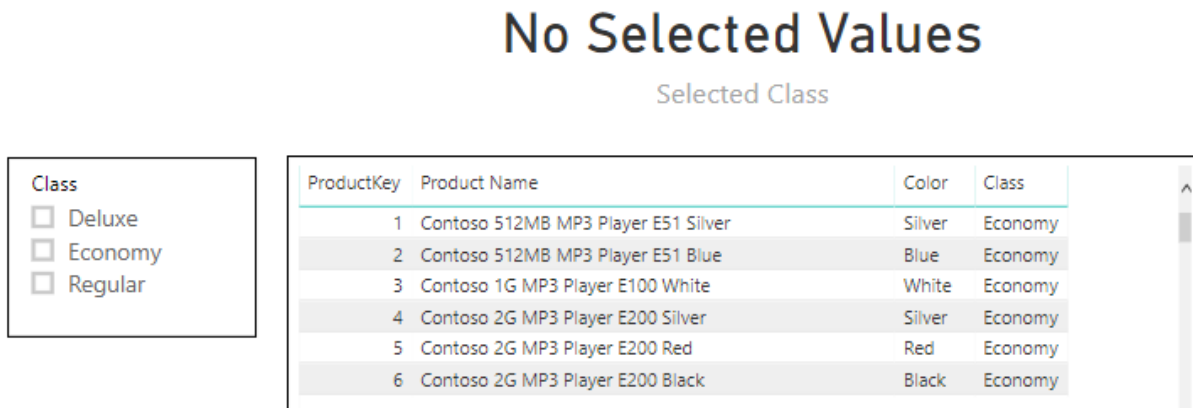 No Selected Values
Selected Class
Class
Deluxe
Economy
Regular
ProductKey Product Name Color Class
1 Contoso 512MB MP3 Player E51 Silver Silver Economy
2 Contoso 512MB MP3 Player E51 Blue Blue Economy
3 Contoso 1G MP3 Player E100 White White Economy
4 Contoso 2G MP3 Player E200 Silver Silver Economy
5 Contoso 2G MP3 Player E200 Red Red Economy
6 Contoso 2G MP3 Player E200 Black Black Economy